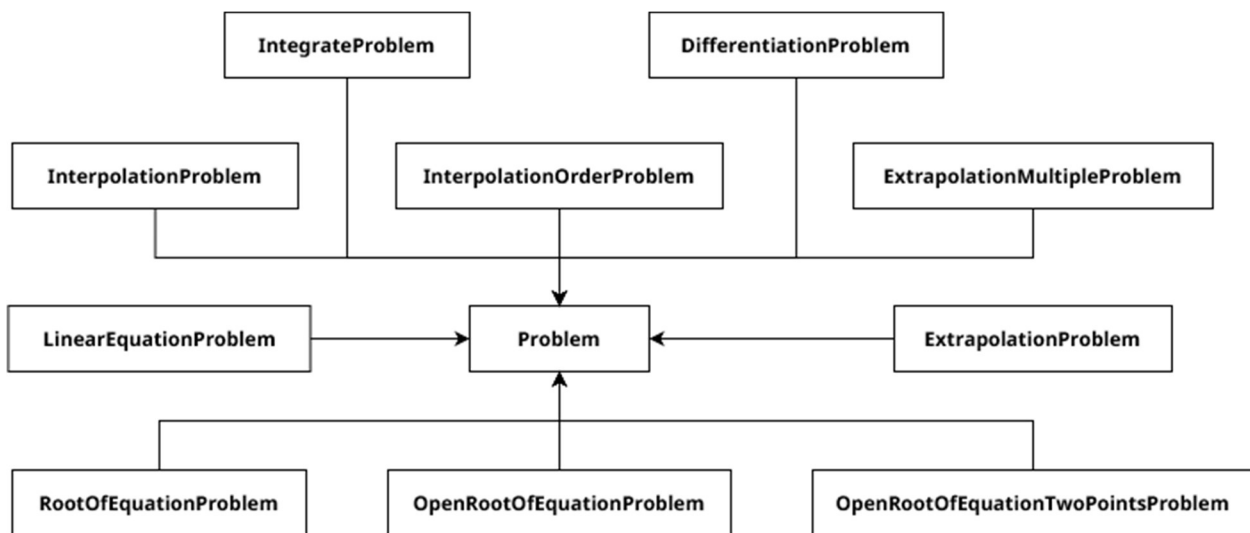 IntegrateProblem
DifferentiationProblem
InterpolationProblem
InterpolationOrderProblem
ExtrapolationMultipleProblem
LinearEquationProblem
Problem
ExtrapolationProblem
RootOfEquationProblem
OpenRootOfEquationProblem
OpenRootOfEquationTwoPointsProblem